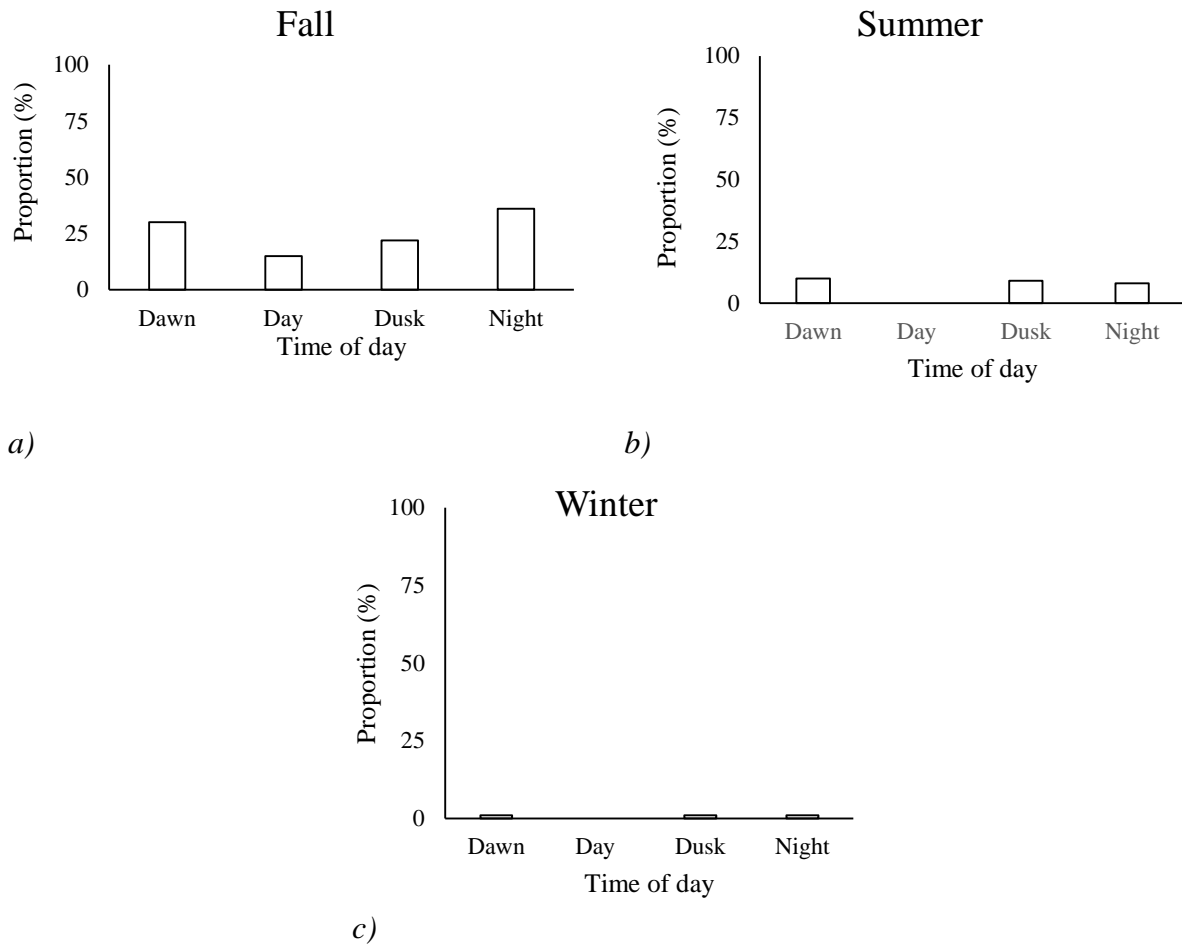 Fall
Proportion (%)
100
75
50
25
0
Dawn Day Dusk Night
Time of day
a)
Summer
Proportion (%)
100
75
50
25
0
Dawn Day Dusk Night
Time of day
b)
Winter
Proportion (%)
100
75
50
25
0
Dawn Day Dusk Night
Time of day
c)